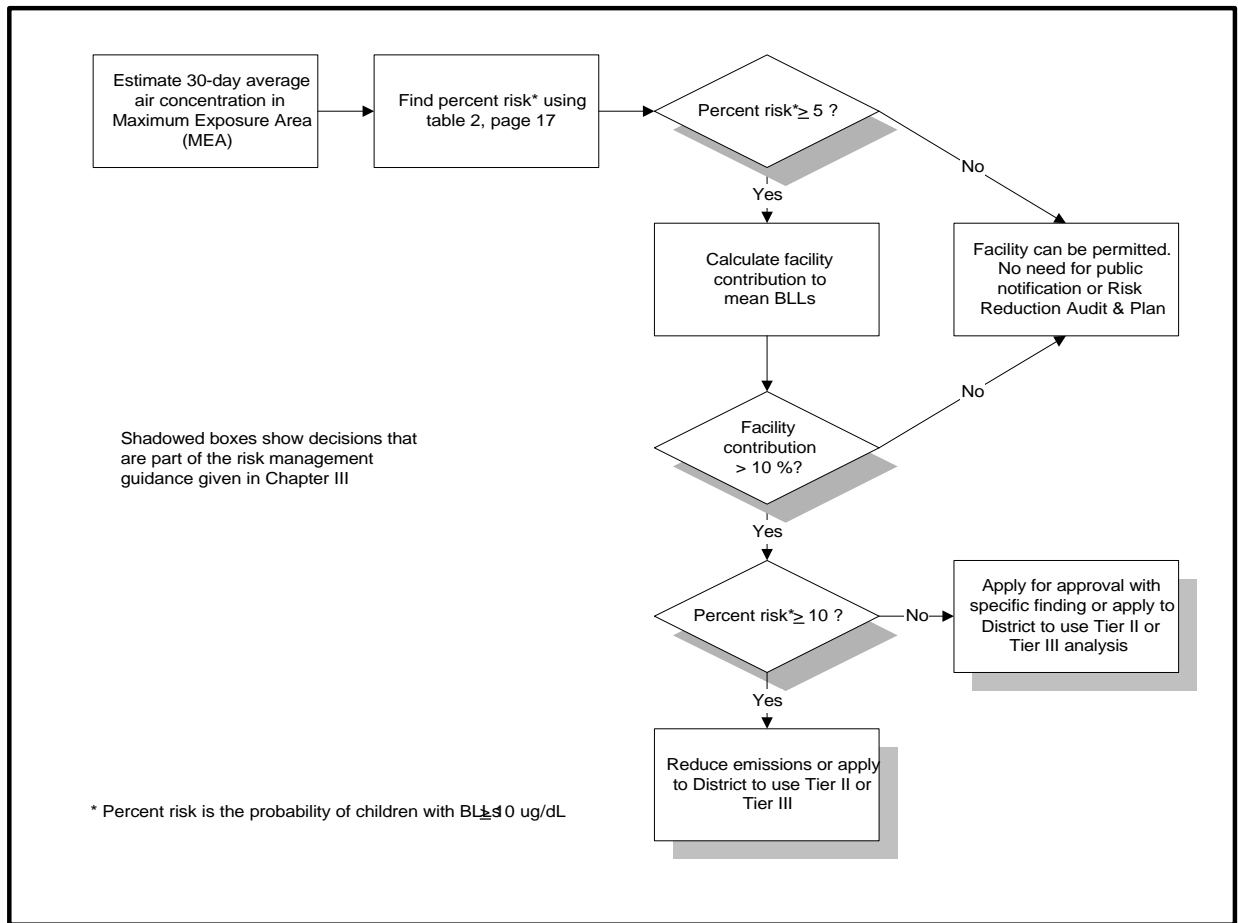 Estimate 30-day average
air concentration in
Maximum Exposure Area
(MEA)
Find percent risk* using
table 2, page 17
Percent risk*≥ 5 ?
No
Yes
Calculate facility
contribution to
mean BLLs
Facility can be permitted.
No need for public
notification or Risk
Reduction Audit & Plan
No
Facility
contribution
> 10 %?
Shadowed boxes show decisions that
are part of the risk management
guidance given in Chapter III
Yes
Percent risk*≥ 10 ?
No
Apply for approval with
specific finding or apply to
District to use Tier II or
Tier III analysis
Yes
Reduce emissions or apply
to District to use Tier II or
Tier III
* Percent risk is the probability of children with BLLs≥10 ug/dL